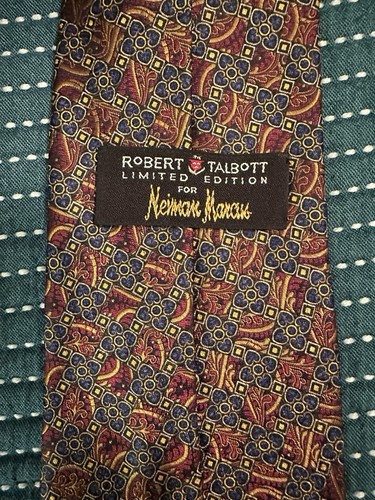 ROBERT TALBOTT
LIMITED EDITION
FOR
Neiman Marcus